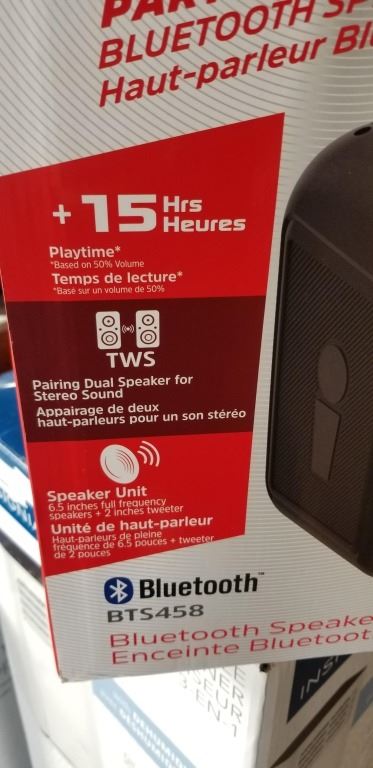 BLUETOOTH
Haut-parleur
+ 15 Hrs
Heures
Playtime*
*Based on 50% Volume
Temps de lecture*
*Basé sur un volume de 50%
TWS
Pairing Dual Speaker for
Stereo Sound
Appairage de deux
haut-parleurs pour un son stéréo
Speaker Unit
6.5 inches full frequency
speakers + 2 inches tweeter
Unité de haut-parleur
Haut-parleurs de pleine
fréquence de 6.5 pouces + tweeter
de 2 pouces
Bluetooth™
BTS458
Bluetooth Speake
Enceinte Bluetoot